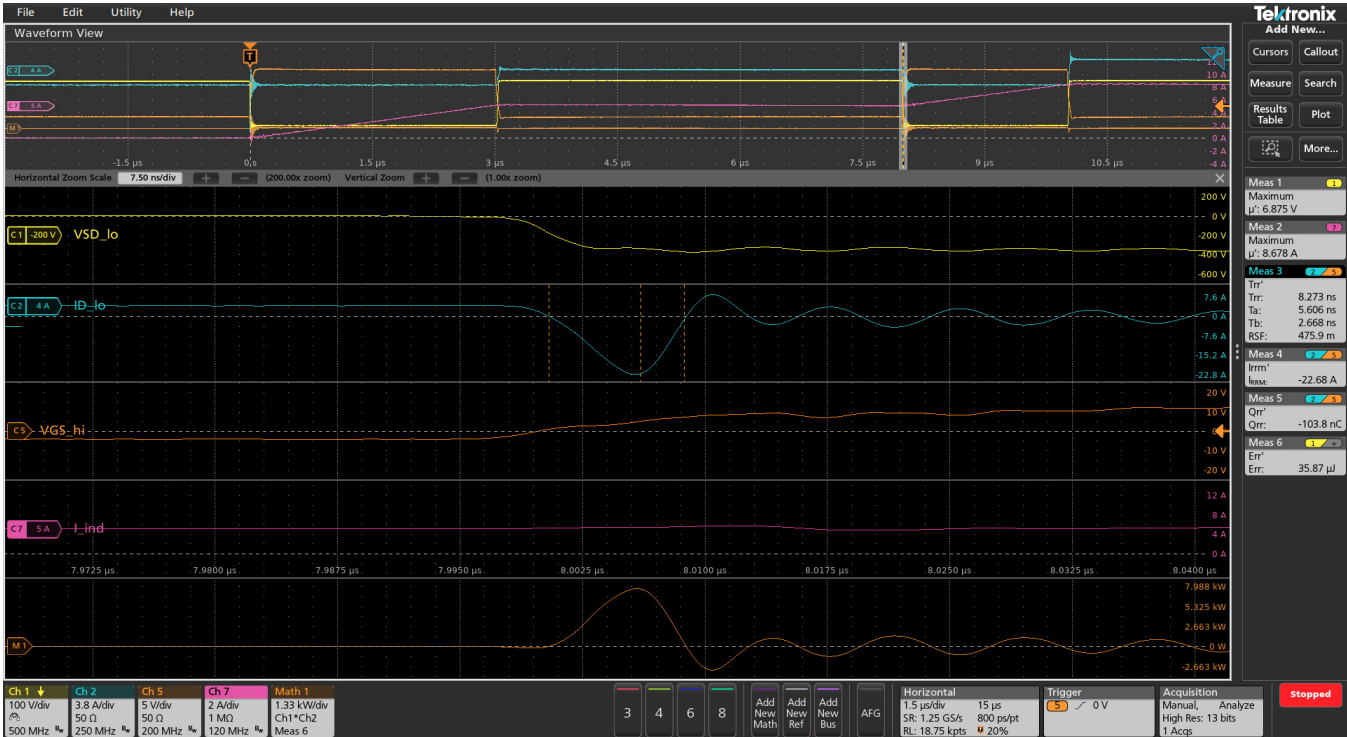 File Edit Utility Help
Tektronix
Waveform View
Add New...
Cursors Callout
Measure Search
Results Table Plot
More...
C2 4 A
C7 5 A
M1
T
10 A
8 A
4 A
2 A
0 A
-2 A
-4 A
-1.5 µs 0 s 1.5 µs 3 µs 4.5 µs 6 µs 7.5 µs 9 µs 10.5 µs
Horizontal Zoom Scale 7.50 ns/div + - (200.00x zoom) Vertical Zoom + - (1.00x zoom)
C1 -200 V VSD_lo
200 V
0 V
-200 V
-400 V
-600 V
C2 4 A ID_lo
7.6 A
0 A
-7.6 A
-15.2 A
-22.8 A
C5 VGS_hi
20 V
10 V
-10 V
-20 V
C7 5 A I_ind
12 A
8 A
4 A
0 A
7.9725 µs 7.9800 µs 7.9875 µs 7.9950 µs 8.0025 µs 8.0100 µs 8.0175 µs 8.0250 µs 8.0325 µs 8.0400 µs
M1
7.988 kW
5.325 kW
2.663 kW
0 W
-2.663 kW
Meas 1 1
Maximum
µ': 6.875 V
Meas 2 7
Maximum
µ': 8.678 A
Meas 3 2 / 5
Trr'
Trr: 8.273 ns
Ta: 5.606 ns
Tb: 2.668 ns
RSF: 475.9 m
Meas 4 2 / 5
Irrm'
IRRM: -22.68 A
Meas 5 2 / 5
Qrr'
Qrr: -103.8 nC
Meas 6 1 /
Err'
Err: 35.87 µJ
Ch 1
100 V/div
500 MHz Bw
Ch 2
3.8 A/div
50 Ω
250 MHz Bw
Ch 5
5 V/div
50 Ω
200 MHz Bw
Ch 7
2 A/div
1 MΩ
120 MHz Bw
Math 1
1.33 kW/div
Ch1*Ch2
Meas 6
3 4 6 8
Add New Math
Add New Ref
Add New Bus
AFG
Horizontal
1.5 µs/div 15 µs
SR: 1.25 GS/s 800 ps/pt
RL: 18.75 kpts 20%
Trigger
5 0 V
Acquisition
Manual, Analyze
High Res: 13 bits
1 Acqs
Stopped